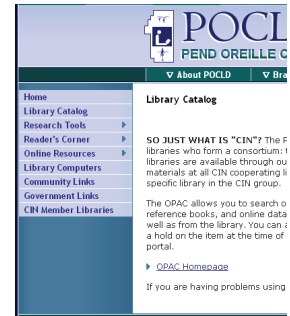 POCL
PEND OREILLE C
▽ About POCLD ▽ Bra
Home
Library Catalog
Research Tools
Reader's Corner
Online Resources
Library Computers
Community Links
Government Links
CIN Member Libraries
Library Catalog
SO JUST WHAT IS "CIN"? The P
libraries who form a consortium; t
libraries are available through ou
materials at all CIN cooperating li
specific library in the CIN group.
The OPAC allows you to search o
reference books, and online data
well as from the library. You can a
a hold on the item at the time of
portal.
OPAC Homepage
If you are having problems using